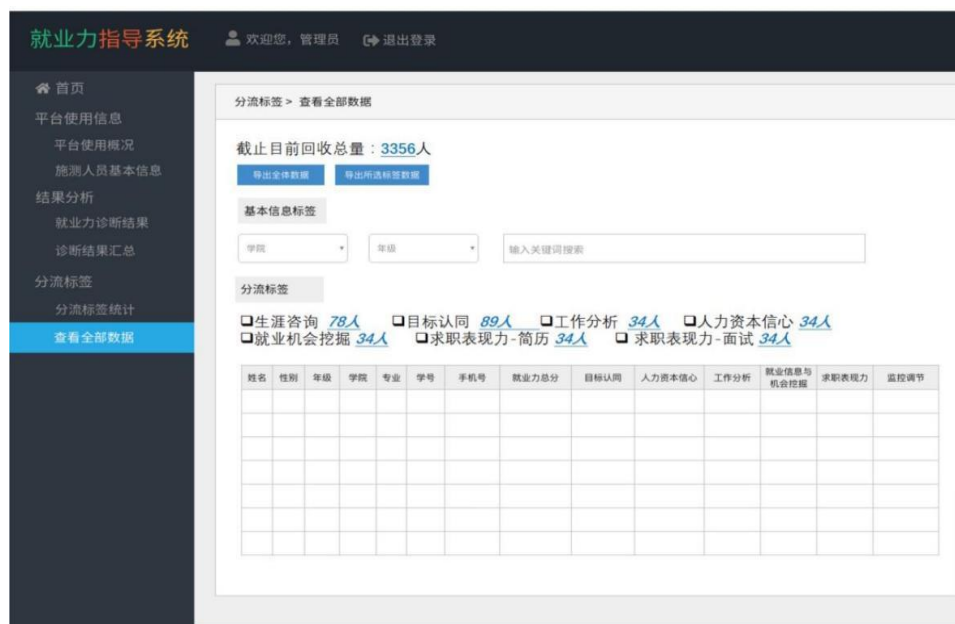 就业力指导系统 欢迎您，管理员 退出登录
首页
平台使用信息
平台使用概况
施测人员基本信息
结果分析
就业力诊断结果
诊断结果汇总
分流标签
分流标签统计
查看全部数据
分流标签 > 查看全部数据
截止目前回收总量：3356人
导出全体数据 导出所选标签数据
基本信息标签
学院 年级 输入关键词搜索
分流标签
生涯咨询 78人 目标认同 89人 工作分析 34人 人力资本信心 34人
就业机会挖掘 34人 求职表现力-简历 34人 求职表现力-面试 34人
姓名 性别 年级 学院 专业 学号 手机号 就业力总分 目标认同 人力资本信心 工作分析 就业信息与机会挖掘 求职表现力 监控调节